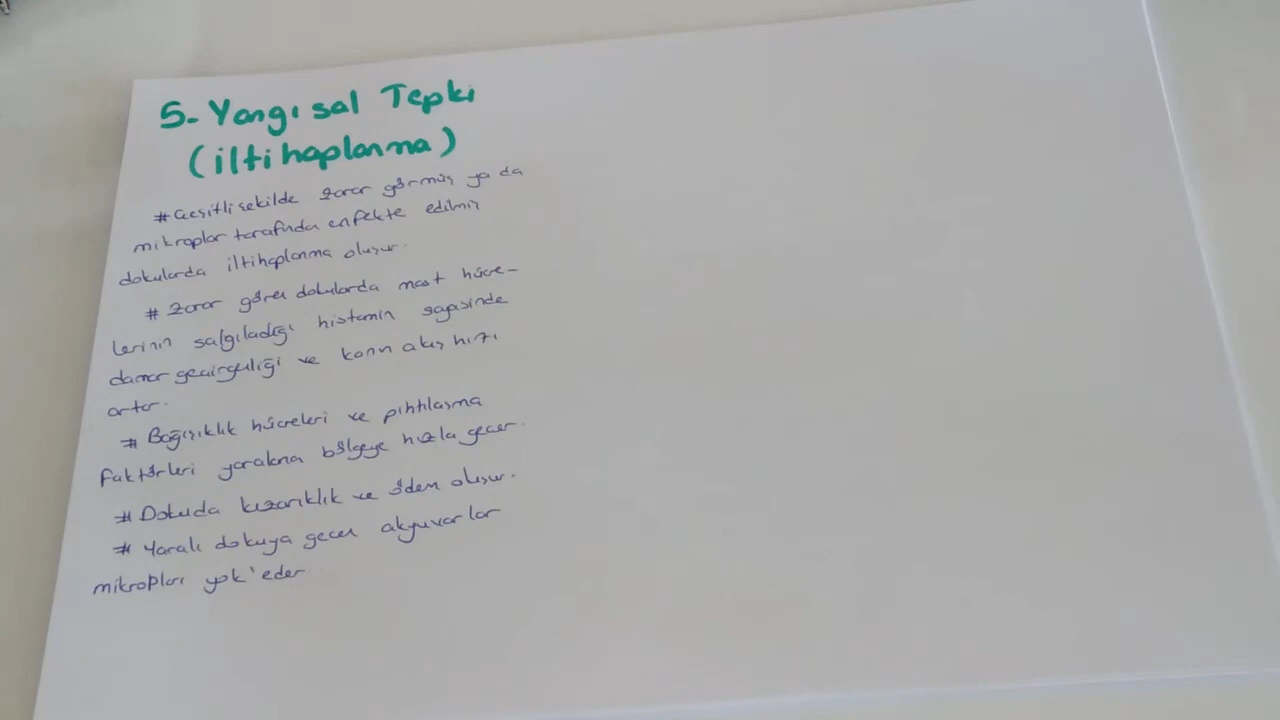 5- Yangısal Tepki
(iltihaplanma)
# Çeşitli şekilde zarar görmüş ya da
mikroplar tarafında enfekte edilmiş
dokularda iltihaplanma oluşur.
# Zarar gören dokularda mast hücre-
lerinin salgıladığı histamin sayesinde
damar geçirgenliği ve kanın akış hızı
artar.
# Bağışıklık hücreleri ve pıhtılaşma
faktörleri yaralanma bölgeye hızla geçer.
# Dokuda kızarıklık ve ödem oluşur.
# Yaralı dokuya geçen akyuvarlar
mikropları yok eder